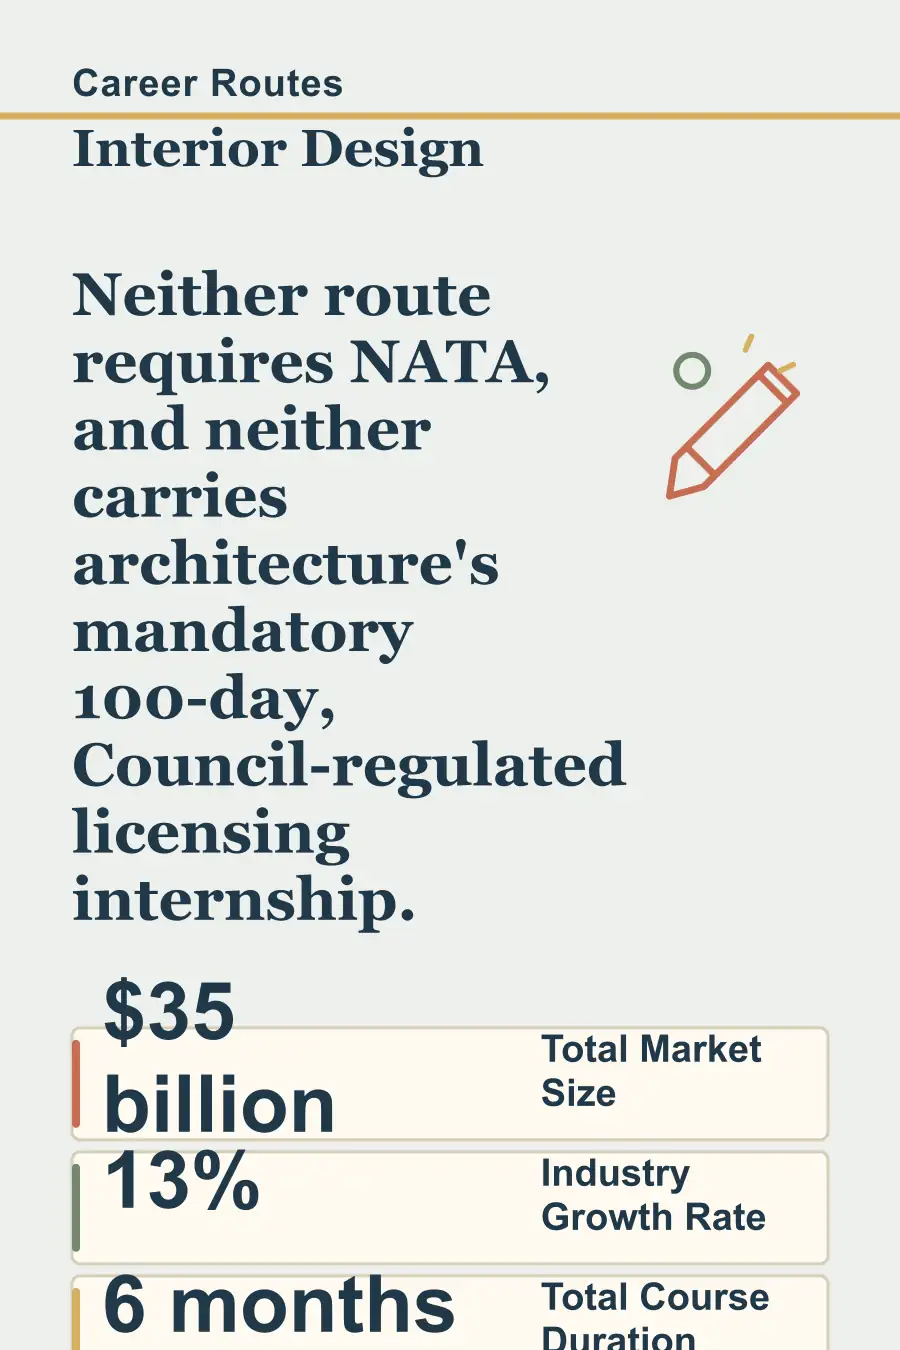 Career Routes
Interior Design
Neither route
requires NATA,
and neither
carries
architecture's
mandatory
100-day,
Council-regulated
licensing
internship.
$35
billion
Total Market
Size
13%
Industry
Growth Rate
6 months
Total Course
Duration